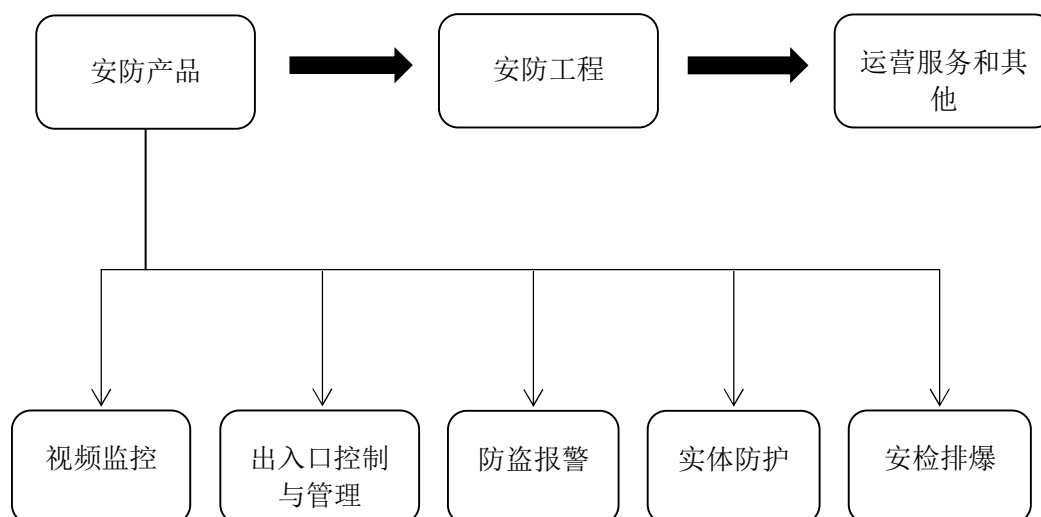 安防产品
安防工程
运营服务和其
他
视频监控
出入口控制
与管理
防盗报警
实体防护
安检排爆